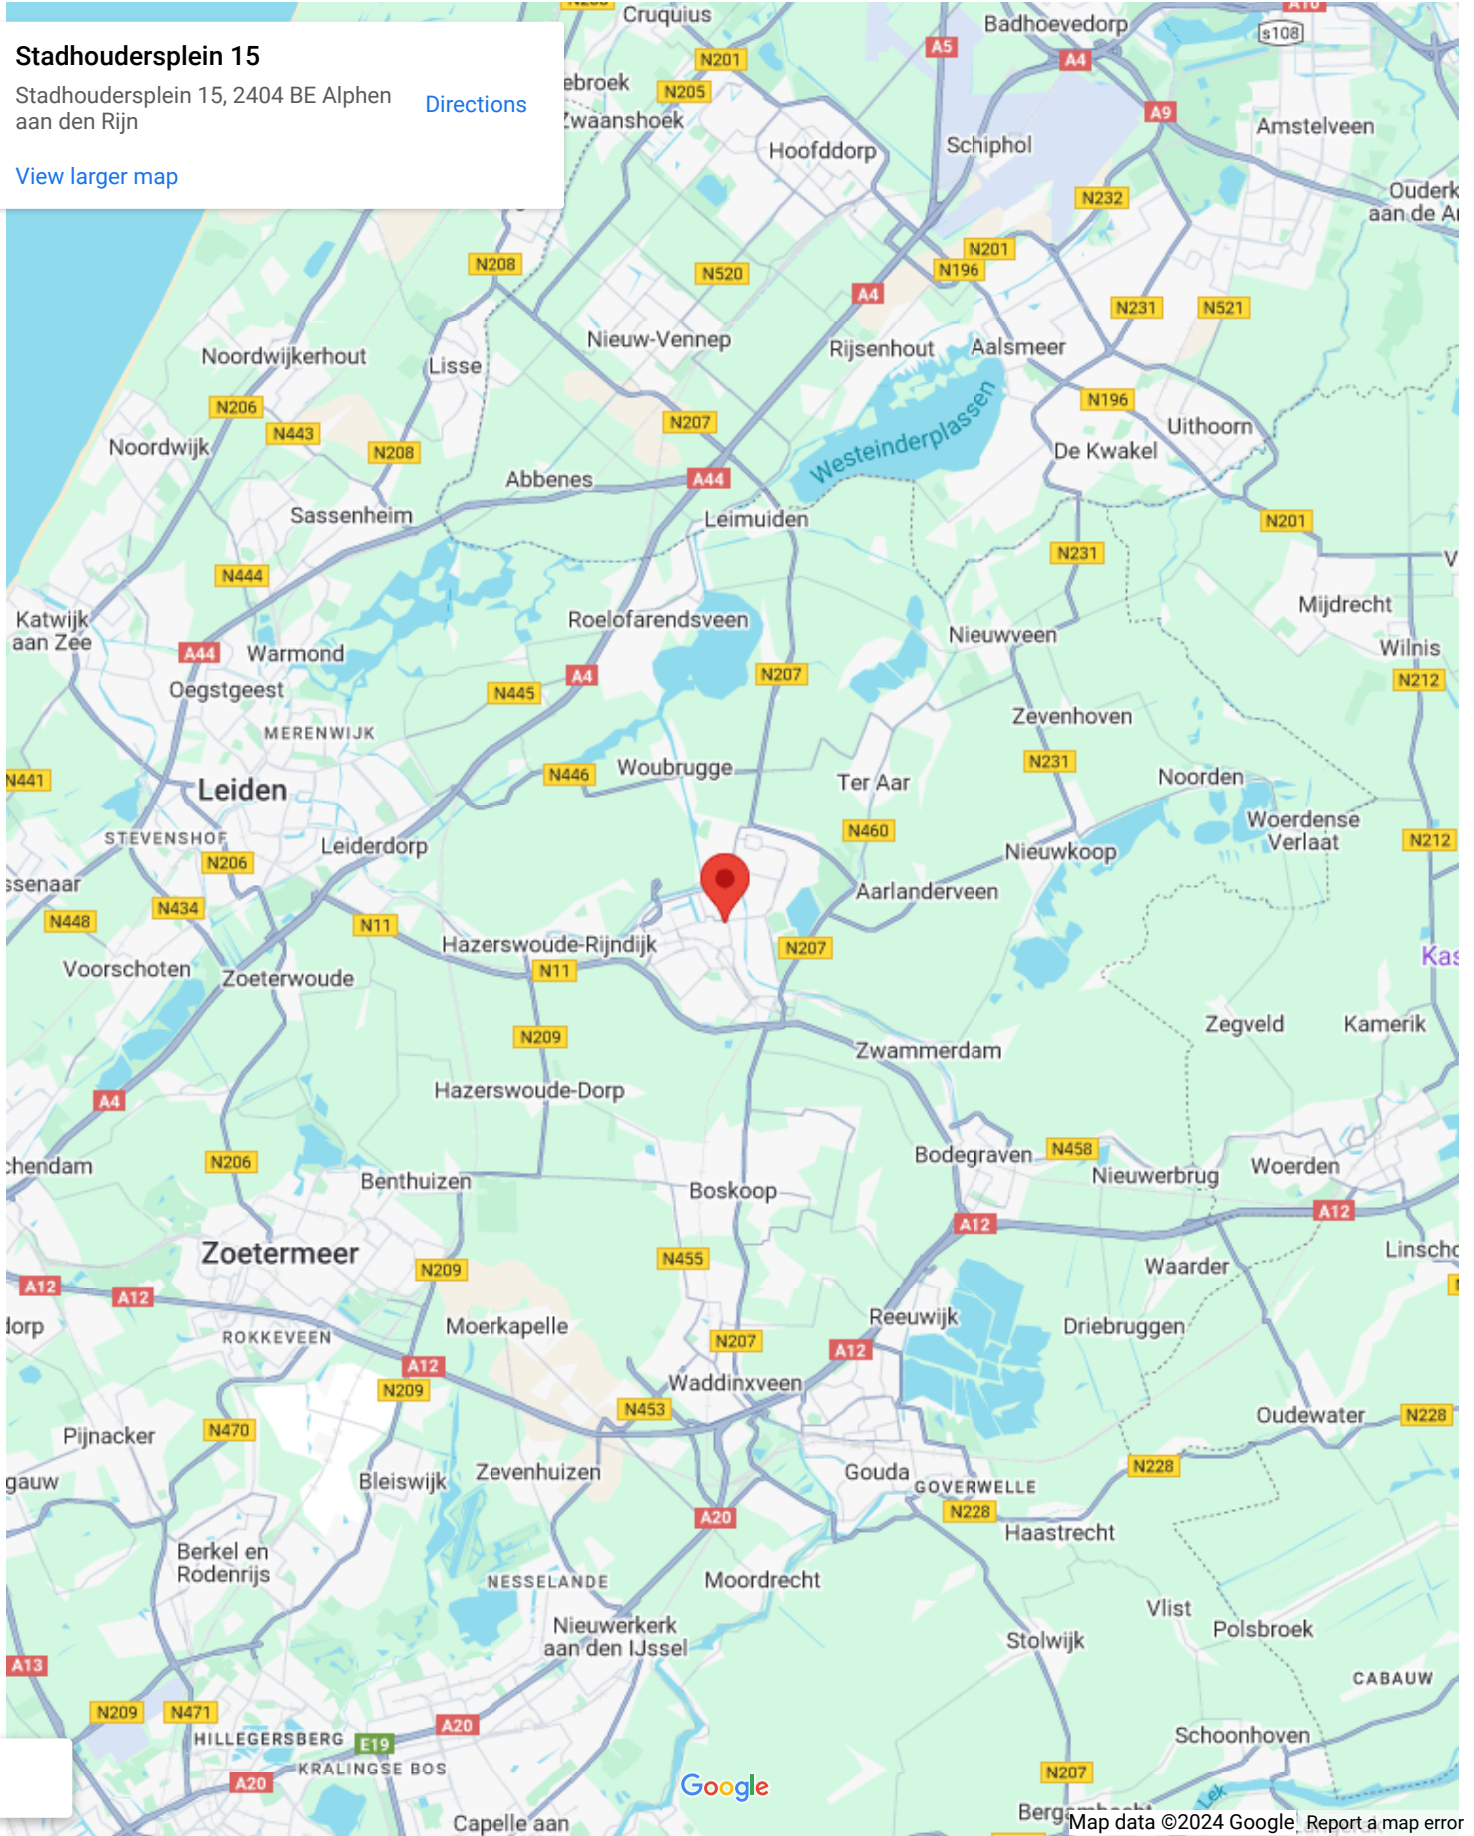 Stadhoudersplein 15
Stadhoudersplein 15, 2404 BE Alphen
aan den Rijn
Directions
View larger map
Cruquius
Badhoevedorp
s108
A5
A4
N201
N205
Zwaanshoek
A9
Amstelveen
Hoofddorp
Schiphol
N232
N208
N520
N201
N196
A4
N231
N521
Nieuw-Vennep
Rijsenhout
Aalsmeer
Noordwijkerhout
Lisse
N206
N443
N208
N207
Westeinderplassen
N196
Uithoorn
De Kwakel
Noordwijk
Abbenes
A44
Sassenheim
Leimuiden
N201
N231
N444
Katwijk
aan Zee
Roelofarendsveen
Nieuwveen
Mijdrecht
Wilnis
A44
Warmond
Oegstgeest
N445
A4
N207
N212
MERENWIJK
Zevenhoven
N441
Leiden
N446
Woubrugge
Ter Aar
N231
Noorden
STEVENSHOF
Leiderdorp
N460
Woerdense
Verlaat
N212
N206
Nieuwkoop
N448
N434
N11
Aarlanderveen
Hazerswoude-Rijndijk
N207
Voorschoten
Zoeterwoude
N11
N209
Zegveld
Kamerik
Zwammerdam
A4
Hazerswoude-Dorp
N206
Benthuizen
Boskoop
Bodegraven
N458
Nieuwerbrug
Woerden
A12
A12
Zoetermeer
N209
N455
Waarder
A12
A12
ROKKEVEEN
Moerkapelle
N207
Reeuwijk
A12
Driebruggen
A12
N209
Waddinxveen
N453
Pijnacker
N470
Oudewater
N228
Bleiswijk
Zevenhuizen
Gouda
GOVERWELLE
N228
N228
A20
Haastrecht
Berkel en
Rodenrijs
NESSELANDE
Moordrecht
Vlist
Polsbroek
Nieuwerkerk
aan den IJssel
Stolwijk
A13
CABAUW
N209
N471
A20
HILLEGERSBERG
E19
KRALINGSE BOS
Schoonhoven
A20
Google
N207
Lek
Capelle aan
Map data ©2024 Google
Report a map error